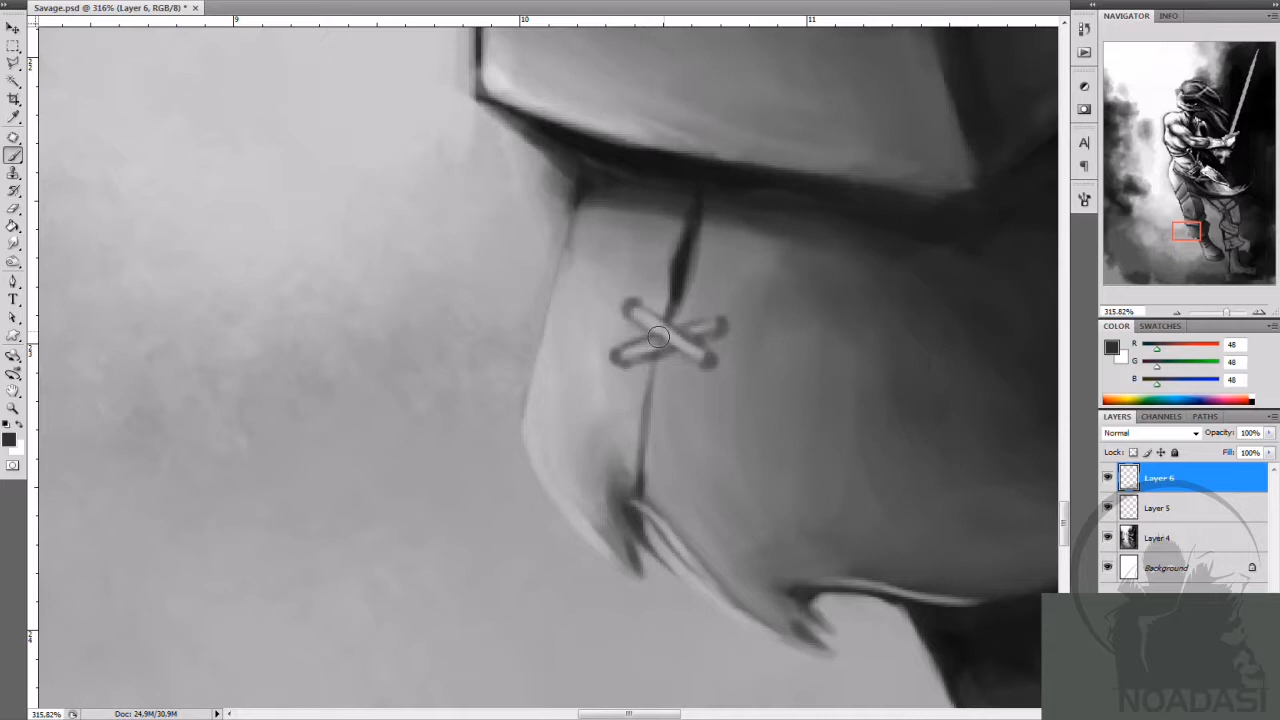 Savage.psd @ 316% (Layer 6, RGB/8) * ×
9 10 11
NAVIGATOR INFO
315.82%
COLOR SWATCHES
R 48
G 48
B 48
LAYERS CHANNELS PATHS
Normal Opacity: 100%
Lock: Fill: 100%
Layer 6
Layer 5
Layer 4
Background
NOADASI
315.82% Doc: 24.9M/30.9M